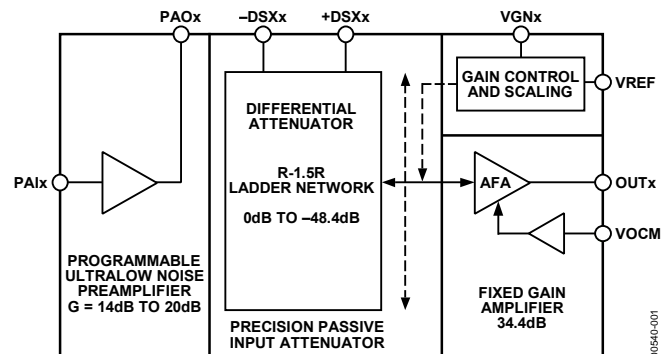 PAOx
–DSXx
+DSXx
VGNx
GAIN CONTROL
AND SCALING
VREF
DIFFERENTIAL
ATTENUATOR
R-1.5R
LADDER NETWORK
0dB TO –48.4dB
PAIx
AFA
OUTx
VOCM
PROGRAMMABLE
ULTRALOW NOISE
PREAMPLIFIER
G = 14dB TO 20dB
PRECISION PASSIVE
INPUT ATTENUATOR
FIXED GAIN
AMPLIFIER
34.4dB
00540-001